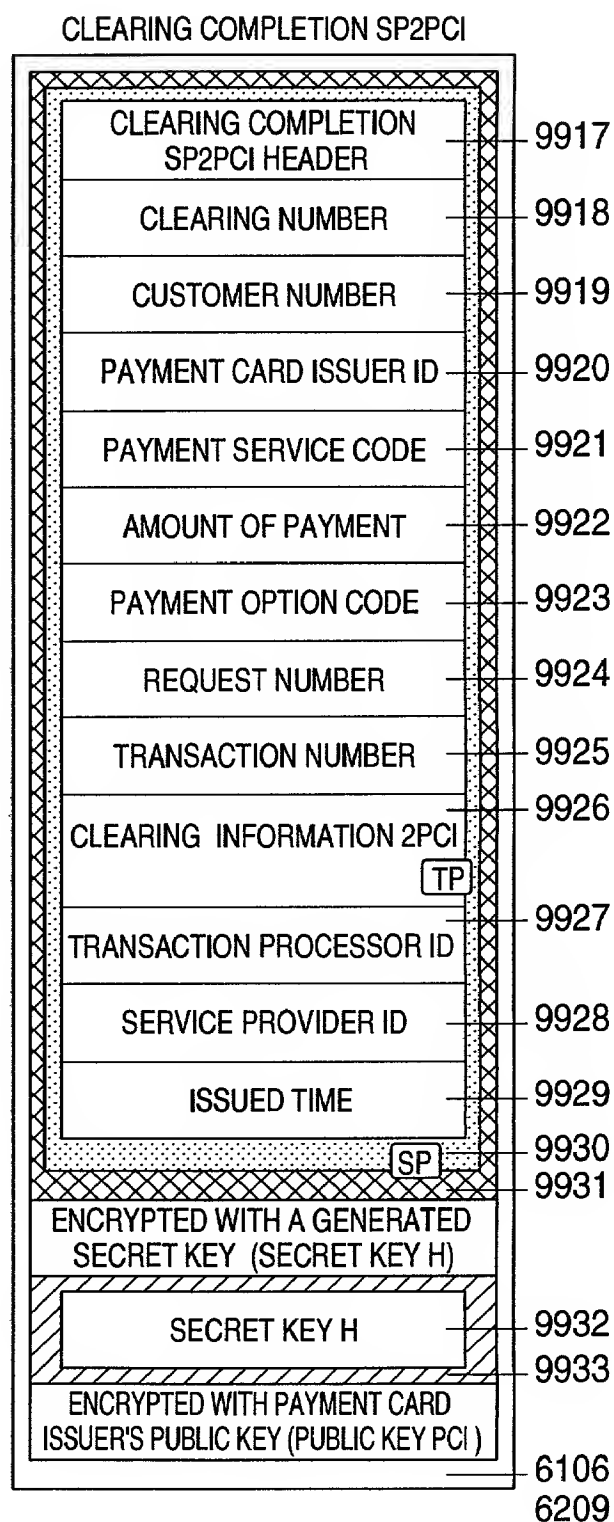 CLEARING COMPLETION SP2PCI
CLEARING COMPLETION
SP2PCI HEADER
9917
CLEARING NUMBER
9918
CUSTOMER NUMBER
9919
PAYMENT CARD ISSUER ID
9920
PAYMENT SERVICE CODE
9921
AMOUNT OF PAYMENT
9922
PAYMENT OPTION CODE
9923
REQUEST NUMBER
9924
TRANSACTION NUMBER
9925
9926
CLEARING INFORMATION 2PCI
TP
9927
TRANSACTION PROCESSOR ID
SERVICE PROVIDER ID
9928
ISSUED TIME
9929
9930
SP
9931
ENCRYPTED WITH A GENERATED
SECRET KEY (SECRET KEY H)
SECRET KEY H
9932
9933
ENCRYPTED WITH PAYMENT CARD
ISSUER'S PUBLIC KEY (PUBLIC KEY PCI )
6106
6209